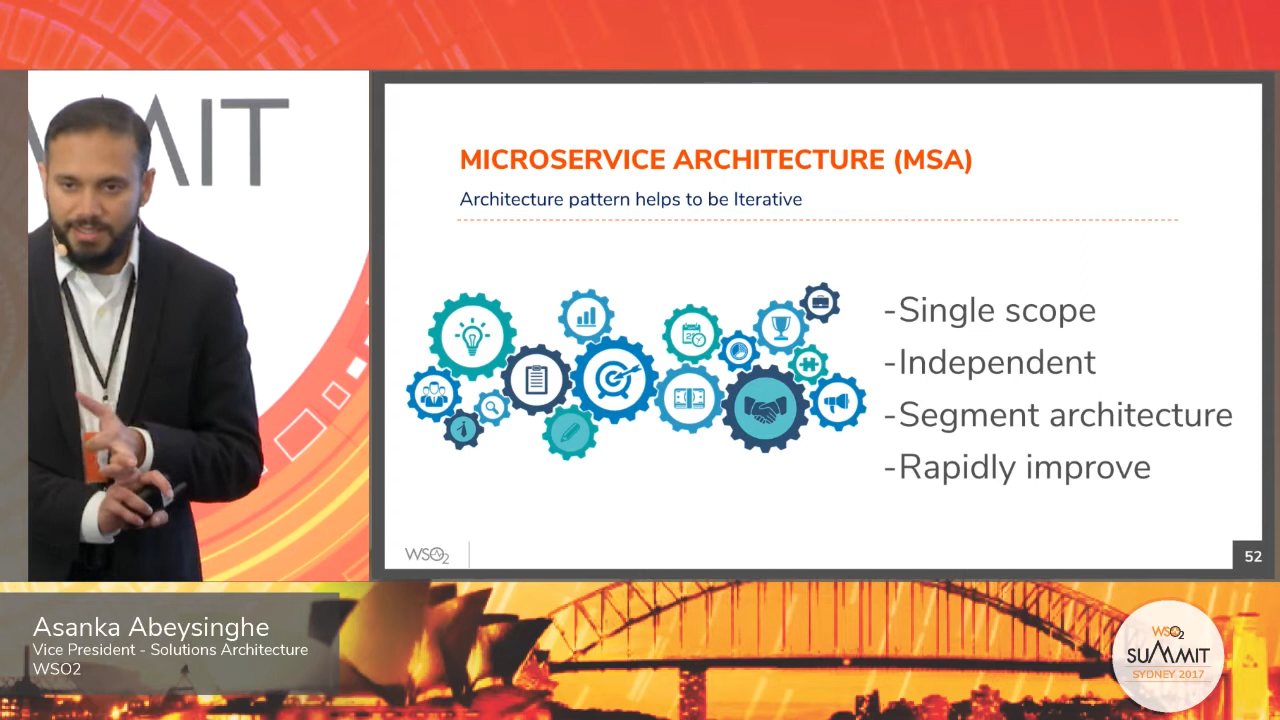 MIT
MICROSERVICE ARCHITECTURE (MSA)
Architecture pattern helps to be Iterative
-Single scope
-Independent
-Segment architecture
-Rapidly improve
WSO2
52
Asanka Abeysinghe
Vice President - Solutions Architecture
WSO2
WSO2
SUMMIT
SYDNEY 2017